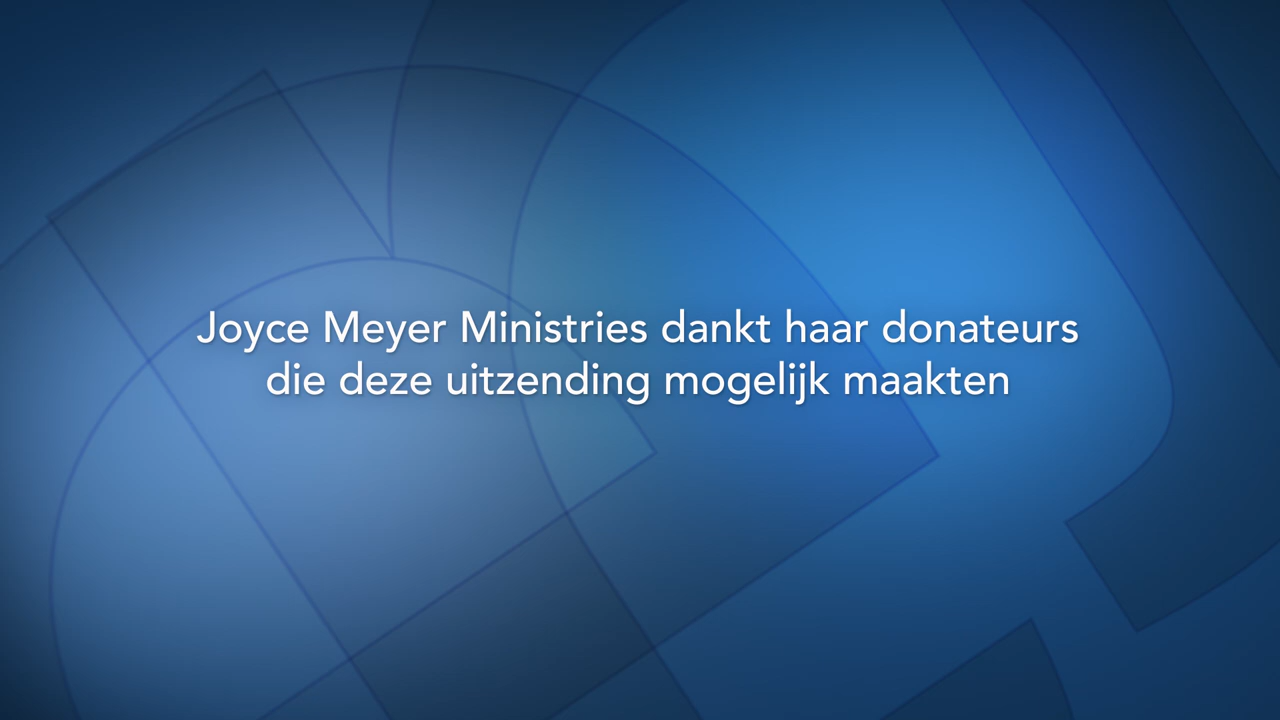 Joyce Meyer Ministries dankt haar donateurs
die deze uitzending mogelijk maakten